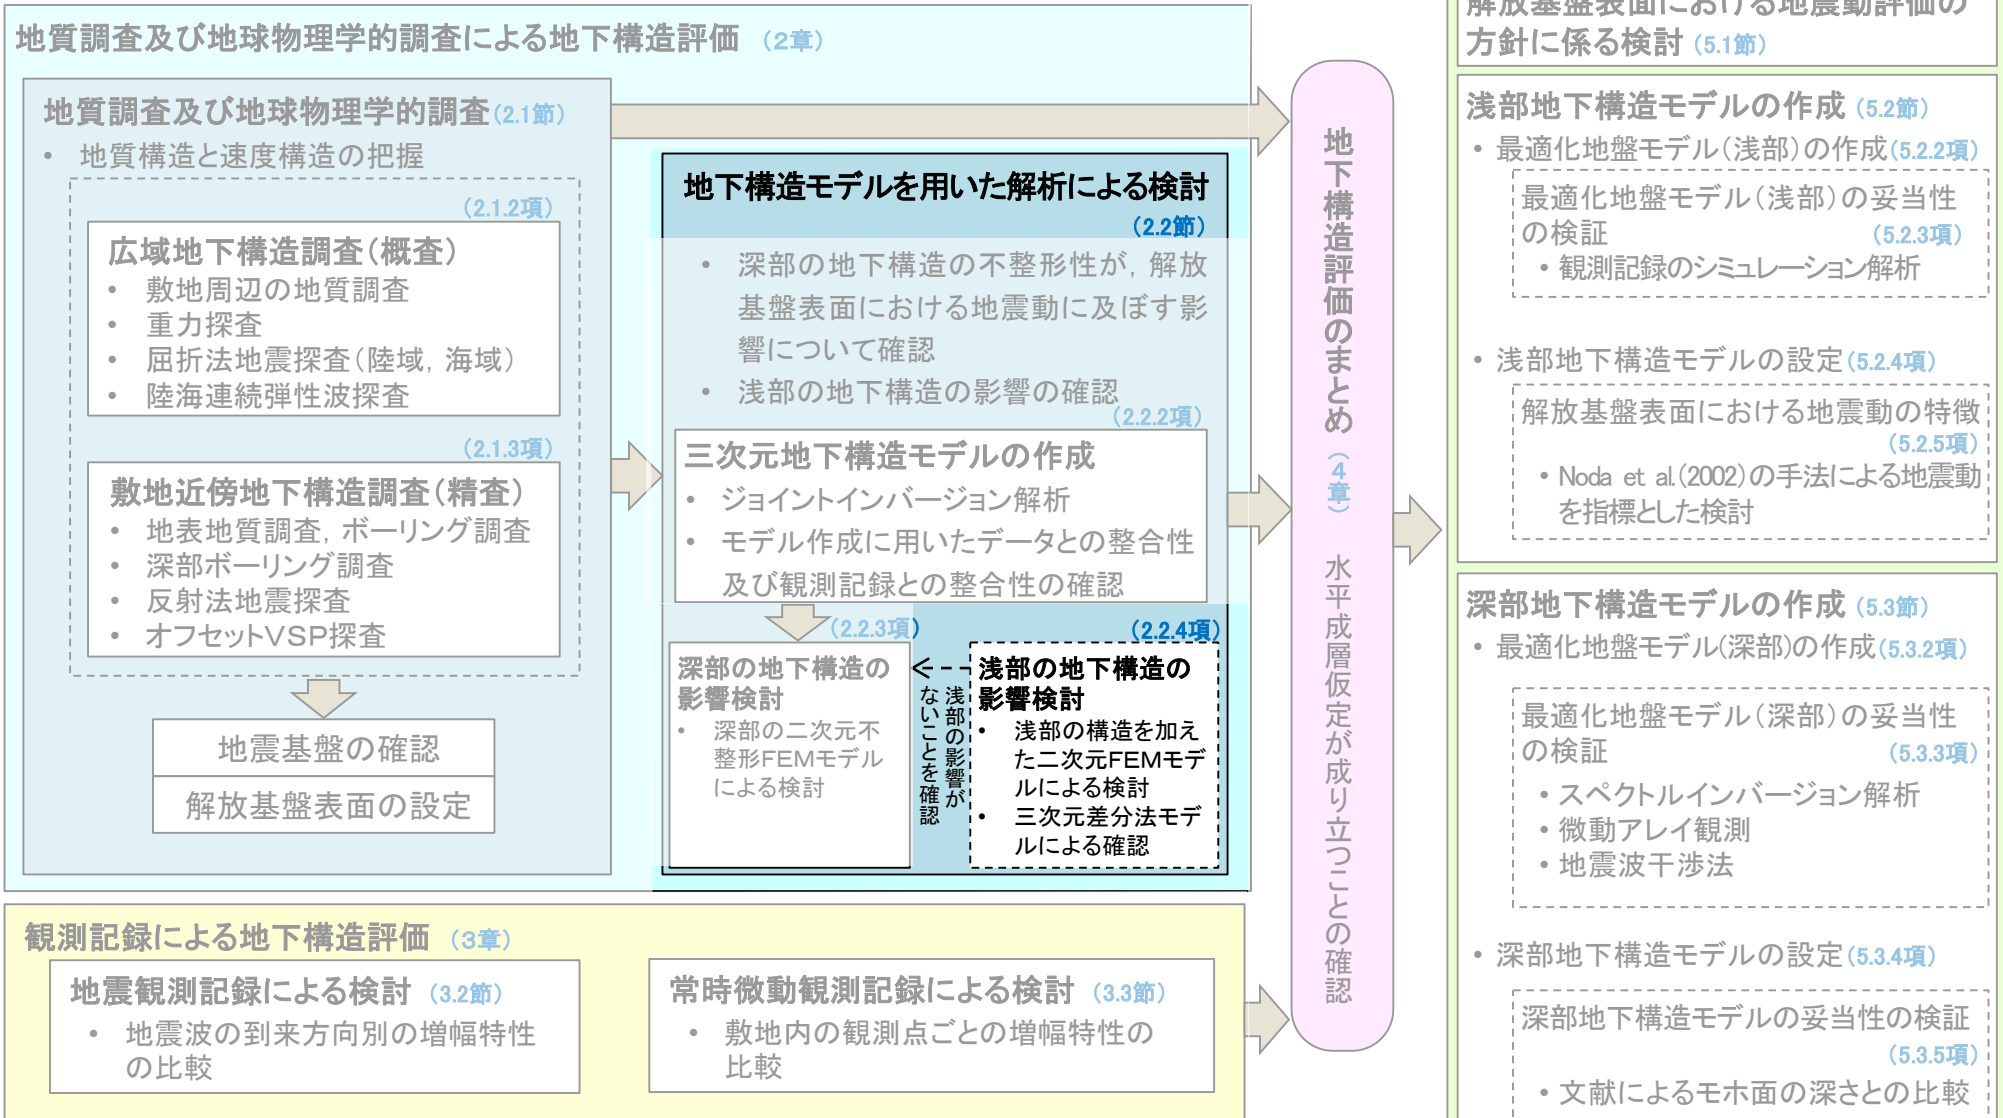 地質調査及び地球物理学的調査による地下構造評価 （2章）
地質調査及び地球物理学的調査(2.1節)
• 地質構造と速度構造の把握
(2.1.2項)
広域地下構造調査(概査)
• 敷地周辺の地質調査
• 重力探査
• 屈折法地震探査(陸域, 海域)
• 陸海連続弾性波探査
(2.1.3項)
敷地近傍地下構造調査(精査)
• 地表地質調査, ボーリング調査
• 深部ボーリング調査
• 反射法地震探査
• オフセットVSP探査
地震基盤の確認
解放基盤表面の設定
地下構造モデルを用いた解析による検討
(2.2節)
• 深部の地下構造の不整形性が, 解放
基盤表面における地震動に及ぼす影
響について確認
• 浅部の地下構造の影響の確認
(2.2.2項)
三次元地下構造モデルの作成
• ジョイントインバージョン解析
• モデル作成に用いたデータとの整合性
及び観測記録との整合性の確認
(2.2.3項)
深部の地下構造の
影響検討
• 深部の二次元不
整形FEMモデル
による検討
浅部の影響が
ないことを確認
(2.2.4項)
浅部の地下構造の
影響検討
• 浅部の構造を加え
た二次元FEMモデ
ルによる検討
• 三次元差分法モデ
ルによる確認
観測記録による地下構造評価 （3章）
地震観測記録による検討 (3.2節)
• 地震波の到来方向別の増幅特性
の比較
常時微動観測記録による検討 (3.3節)
• 敷地内の観測点ごとの増幅特性の
比較
地下構造評価のまとめ（4章） 水平成層仮定が成り立つことの確認
解放基盤表面における地震動評価の
方針に係る検討 (5.1節)
浅部地下構造モデルの作成 (5.2節)
• 最適化地盤モデル(浅部)の作成(5.2.2項)
最適化地盤モデル(浅部)の妥当性
の検証 (5.2.3項)
• 観測記録のシミュレーション解析
• 浅部地下構造モデルの設定(5.2.4項)
解放基盤表面における地震動の特徴
(5.2.5項)
• Noda et al.(2002)の手法による地震動
を指標とした検討
深部地下構造モデルの作成 (5.3節)
• 最適化地盤モデル(深部)の作成(5.3.2項)
最適化地盤モデル(深部)の妥当性
の検証 (5.3.3項)
• スペクトルインバージョン解析
• 微動アレイ観測
• 地震波干渉法
• 深部地下構造モデルの設定(5.3.4項)
深部地下構造モデルの妥当性の検証
(5.3.5項)
• 文献によるモホ面の深さとの比較